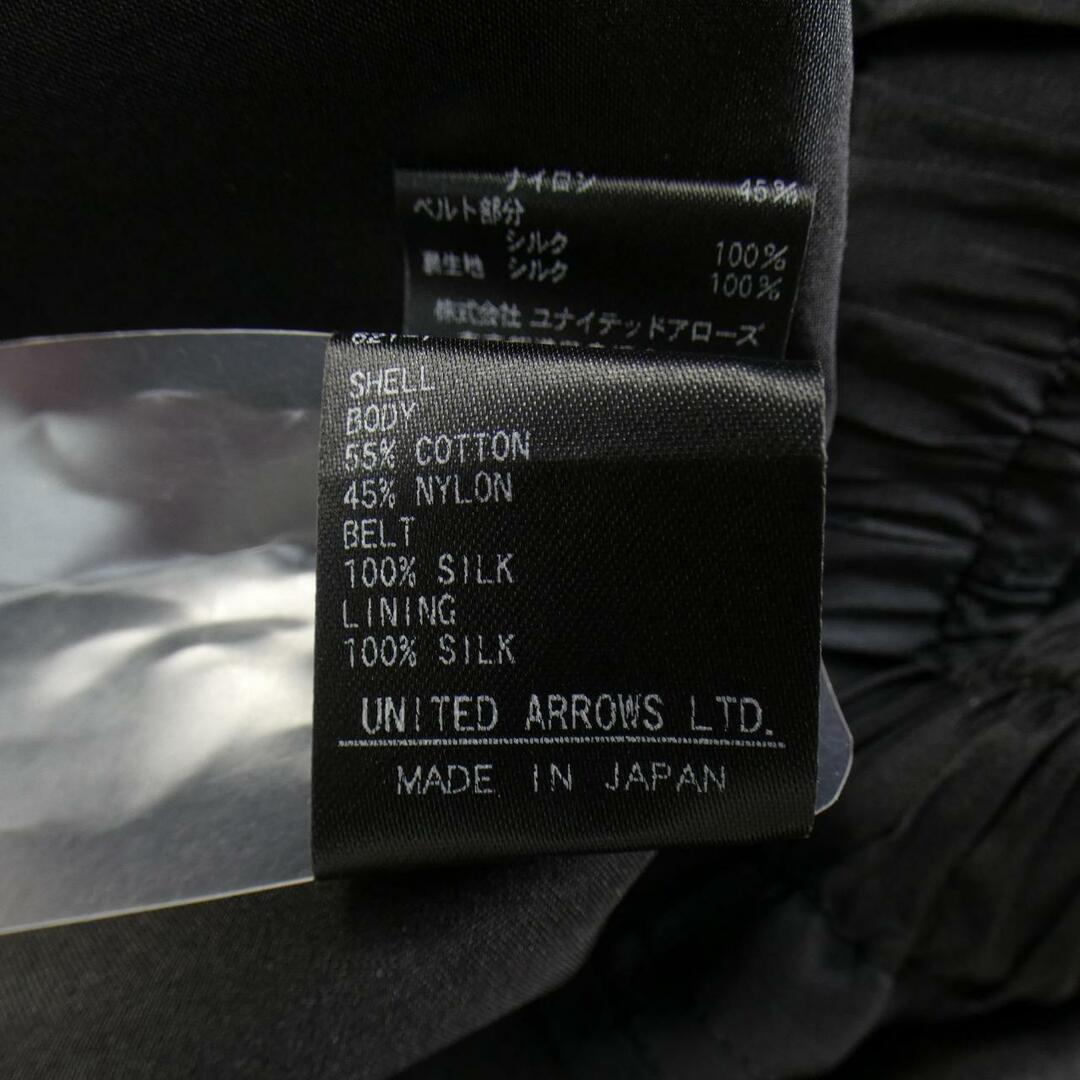 ナイロン 45%
ベルト部分
シルク 100%
裏生地 シルク 100%
株式会社 ユナイテッドアローズ
SHELL
BODY
55% COTTON
45% NYLON
BELT
100% SILK
LINING
100% SILK
UNITED ARROWS LTD.
MADE IN JAPAN